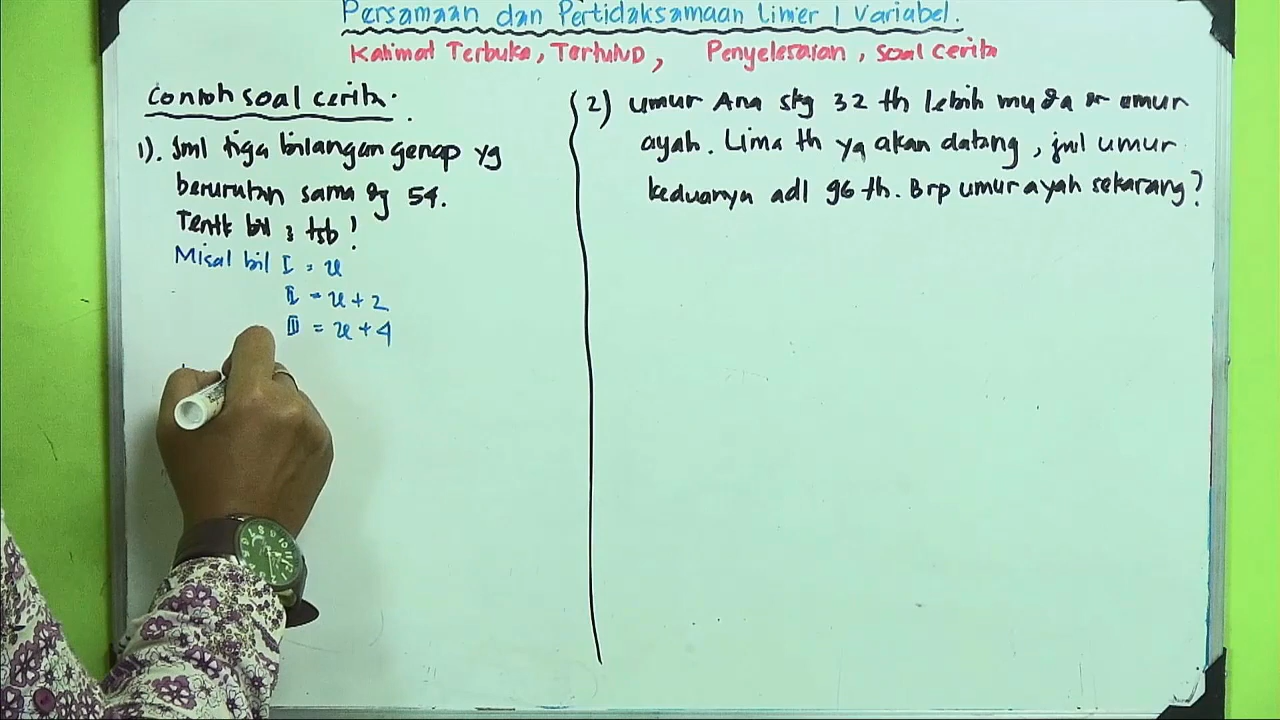 Persamaan dan Pertidaksamaan Linier 1 Variabel.
Kalimat Terbuka, Tertutup, Penyelesaian, soal cerita
Contoh soal cerita.
1). Jml tiga bilangan genap yg
berurutan sama dg 54.
Tentk bil 3 tsb!
Misal bil I = x
II = x + 2
III = x + 4
2) Umur Ana skg 32 th lebih muda dr umur
ayah. Lima th yg akan datang, jml umur
keduanya adl 96 th. Brp umur ayah sekarang?